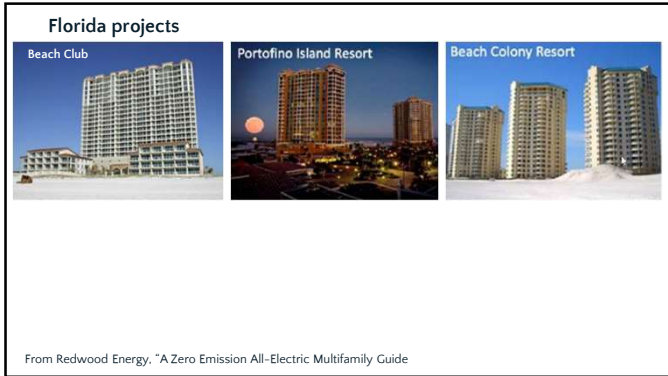 Florida projects
Beach Club
Portofino Island Resort
Beach Colony Resort
From Redwood Energy, "A Zero Emission All-Electric Multifamily Guide